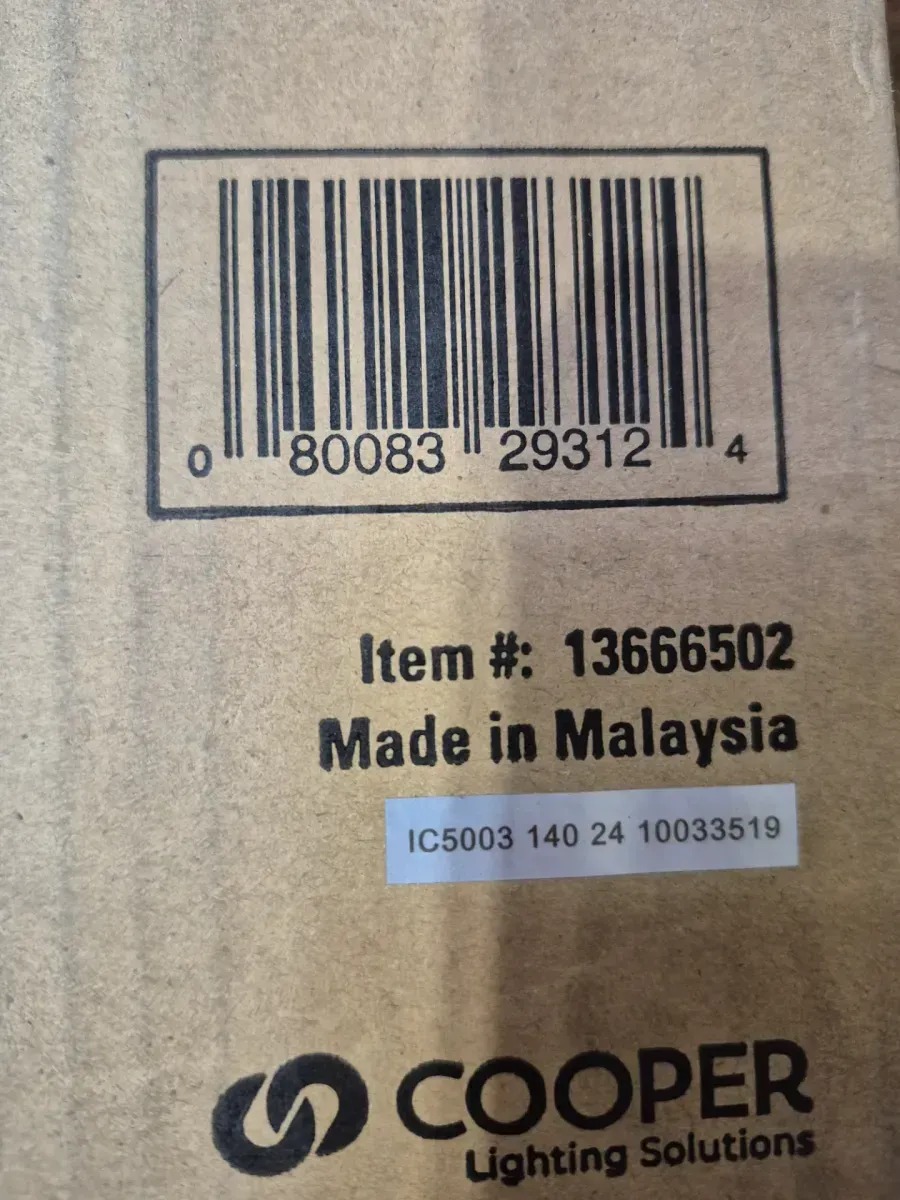 0 80083 29312 4
Item #: 13666502
Made in Malaysia
IC5003 140 24 10033519
COOPER
Lighting Solutions